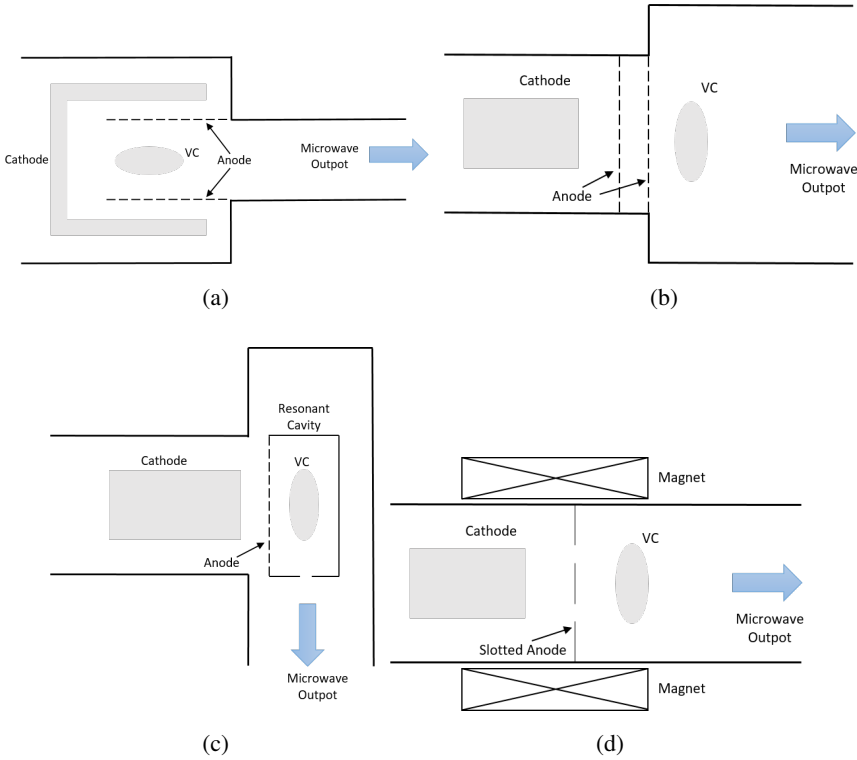 Cathode
VC
Anode
Microwave
Outpot
(a)
Cathode
VC
Anode
Microwave
Outpot
(b)
Resonant
Cavity
Cathode
VC
Anode
Microwave
Outpot
(c)
Magnet
Cathode
VC
Slotted Anode
Microwave
Outpot
Magnet
(d)